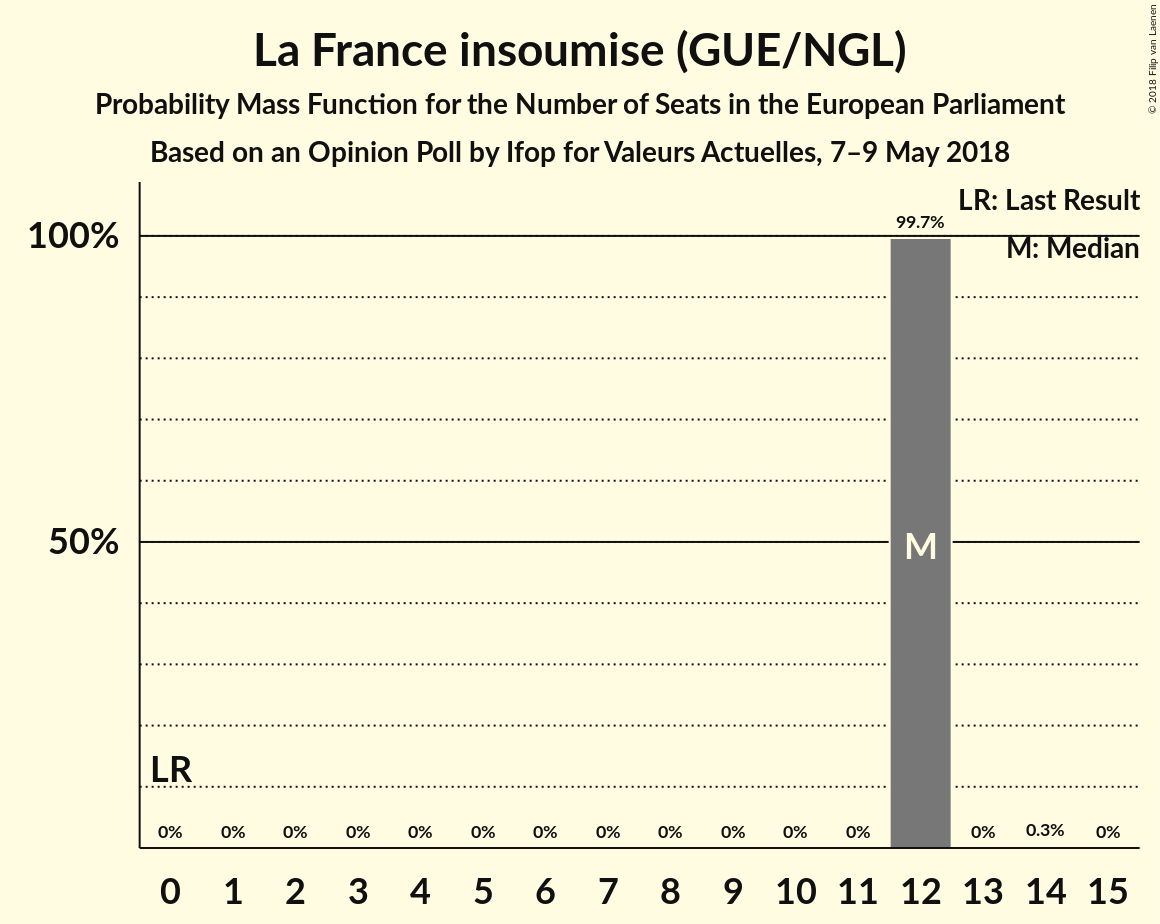 La France insoumise (GUE/NGL)
Probability Mass Function for the Number of Seats in the European Parliament
Based on an Opinion Poll by Ifop for Valeurs Actuelles, 7–9 May 2018
© 2018 Filip van Laenen
LR: Last Result
M: Median
99.7%
100%
50%
M
LR
0% 0% 0% 0% 0% 0% 0% 0% 0% 0% 0% 0% 0% 0.3% 0%
0 1 2 3 4 5 6 7 8 9 10 11 12 13 14 15